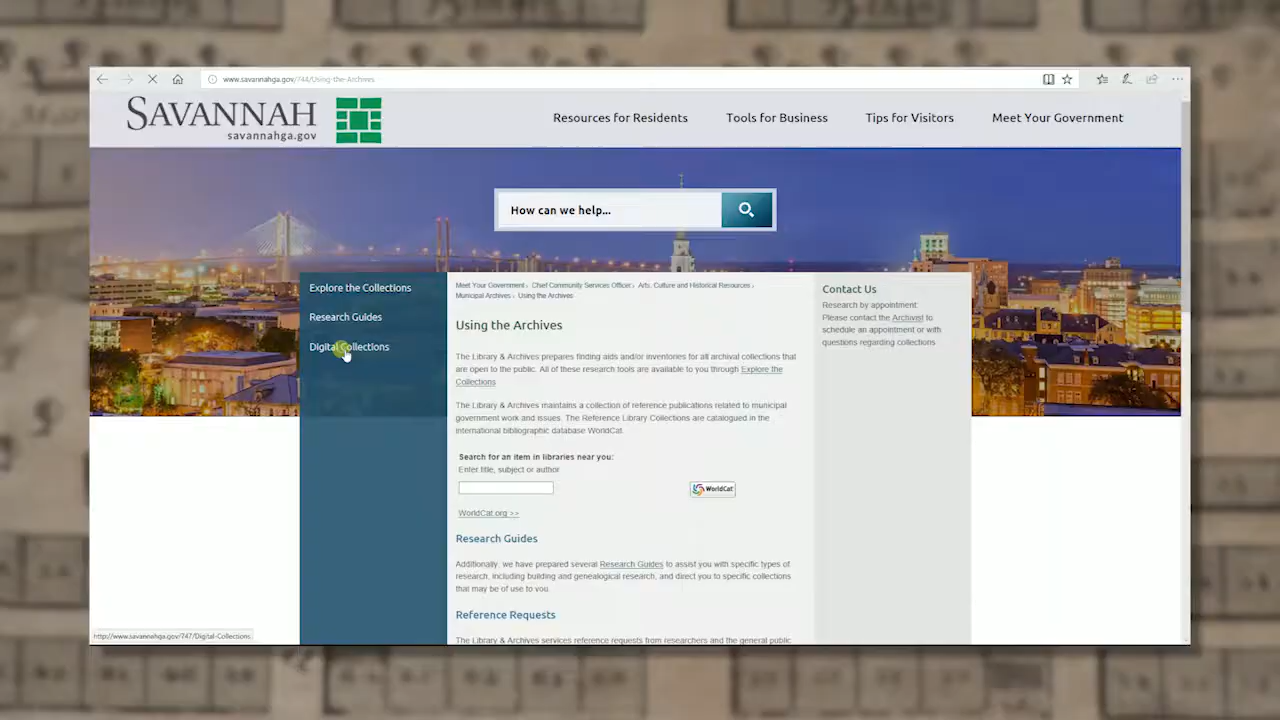 www.savannahga.gov/744/Using-the-Archives
SAVANNAH
savannahga.gov
Resources for Residents
Tools for Business
Tips for Visitors
Meet Your Government
How can we help...
Explore the Collections
Research Guides
Digital Collections
Meet Your Government › Chief Community Services Officer › Arts, Culture and Historical Resources ›
Municipal Archives › Using the Archives
Using the Archives
The Library & Archives prepares finding aids and/or inventories for all archival collections that
are open to the public. All of these research tools are available to you through Explore the
Collections
The Library & Archives maintains a collection of reference publications related to municipal
government work and issues. The Reference Library Collections are catalogued in the
international bibliographic database WorldCat.
Search for an item in libraries near you:
Enter title, subject or author
WorldCat
WorldCat.org >>
Research Guides
Additionally, we have prepared several Research Guides to assist you with specific types of
research, including building and genealogical research, and direct you to specific collections
that may be of use to you.
Reference Requests
The Library & Archives services reference requests from researchers and the general public.
Contact Us
Research by appointment.
Please contact the Archivist to
schedule an appointment or with
questions regarding collections
http://www.savannahga.gov/747/Digital-Collections